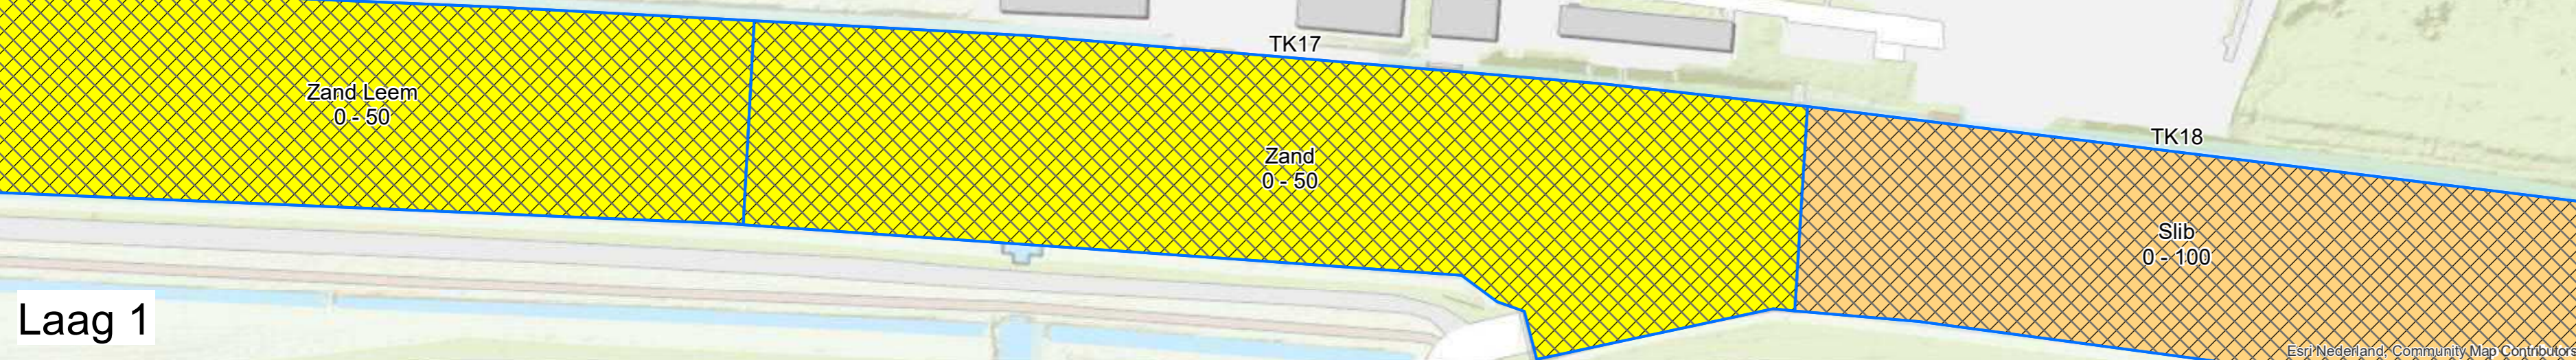 TK17
Zand Leem
0 - 50
TK18
Zand
0 - 50
Slib
0 - 100
Laag 1
Esri Nederland, Community Map Contributors